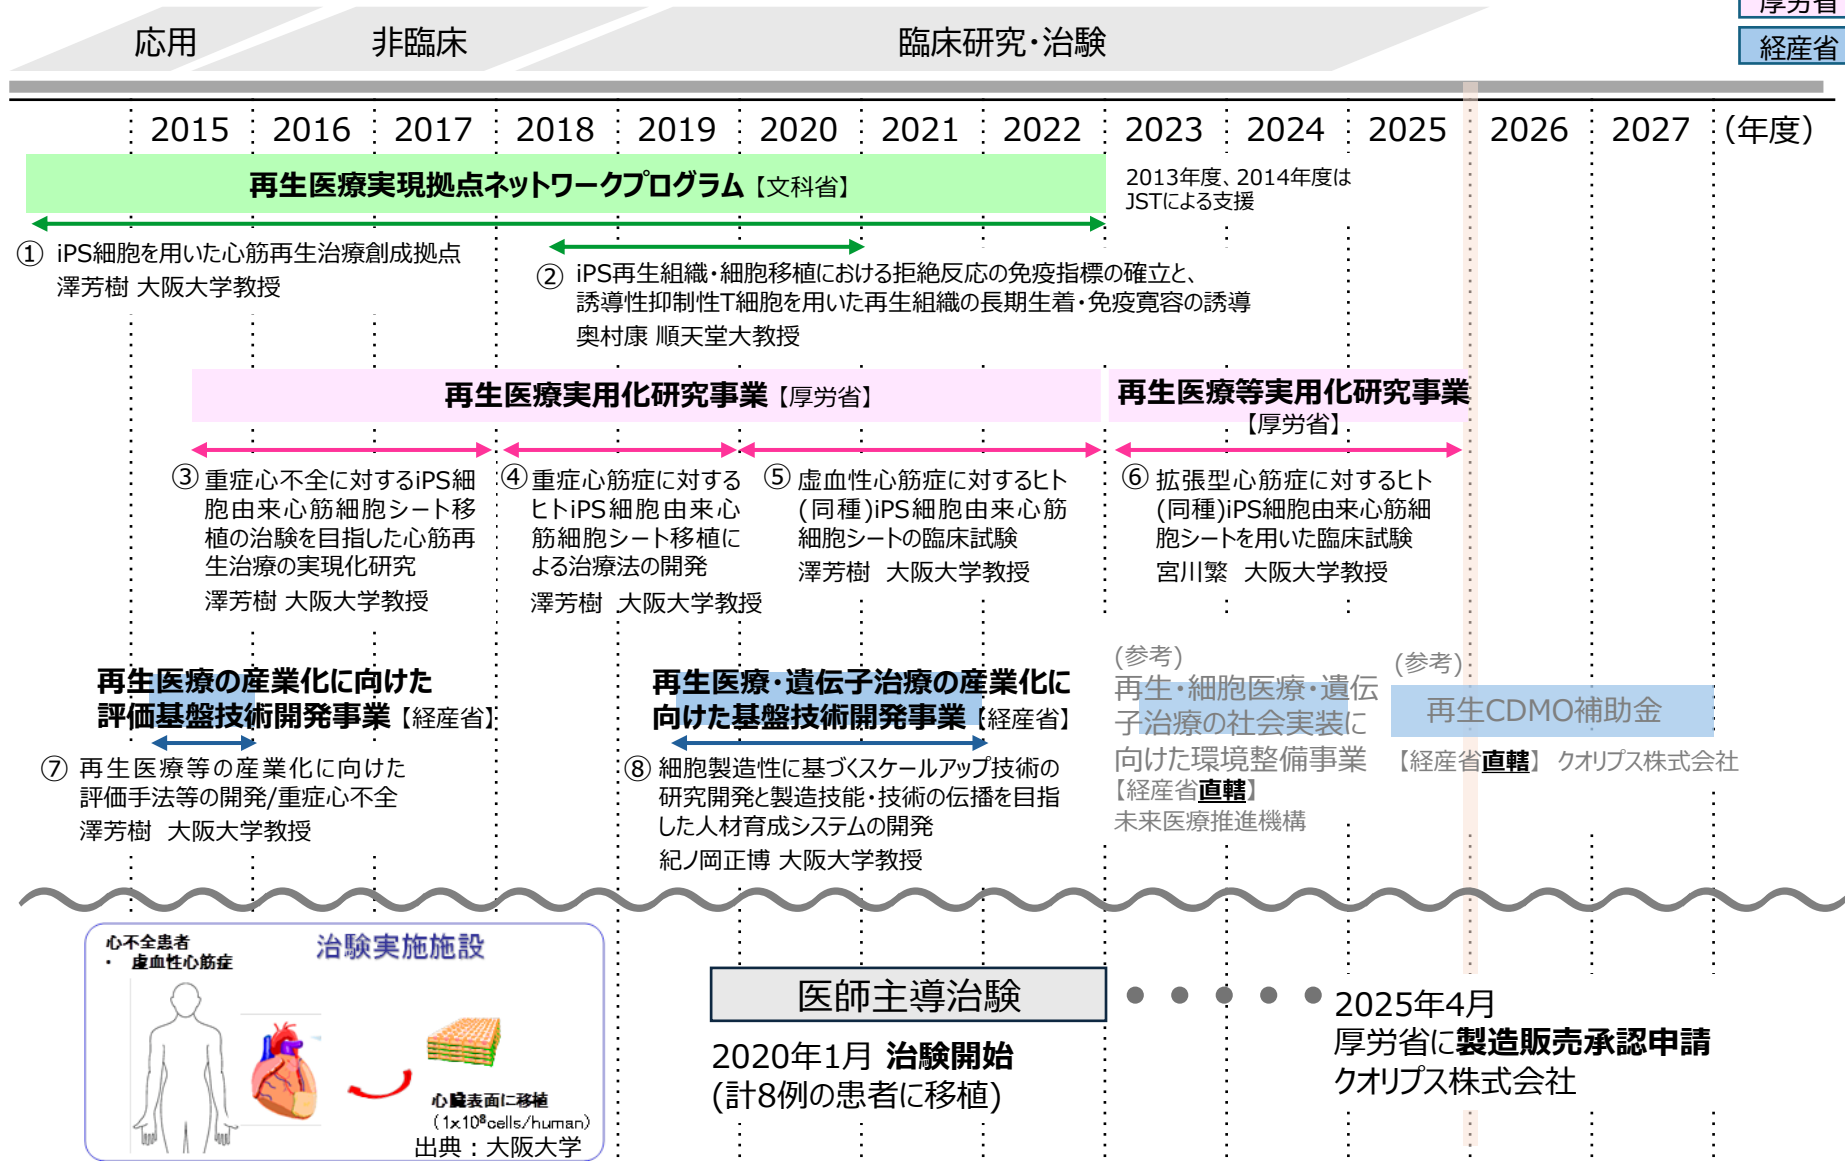 厚労省
経産省
応用
非臨床
臨床研究・治験
2015
2016
2017
2018
2019
2020
2021
2022
2023
2024
2025
2026
2027
(年度)
再生医療実現拠点ネットワークプログラム【文科省】
2013年度、2014年度は
JSTによる支援
① iPS細胞を用いた心筋再生治療創成拠点
澤芳樹 大阪大学教授
② iPS再生組織・細胞移植における拒絶反応の免疫指標の確立と、
誘導性抑制性T細胞を用いた再生組織の長期生着・免疫寛容の誘導
奥村康 順天堂大教授
再生医療実用化研究事業【厚労省】
再生医療等実用化研究事業
【厚労省】
③ 重症心不全に対するiPS細
胞由来心筋細胞シート移
植の治験を目指した心筋再
生治療の実現化研究
澤芳樹 大阪大学教授
④ 重症心筋症に対する
ヒトiPS細胞由来心
筋細胞シート移植に
よる治療法の開発
澤芳樹 大阪大学教授
⑤ 虚血性心筋症に対するヒト
(同種)iPS細胞由来心筋
細胞シートの臨床試験
澤芳樹 大阪大学教授
⑥ 拡張型心筋症に対するヒト
(同種)iPS細胞由来心筋細
胞シートを用いた臨床試験
宮川繁 大阪大学教授
再生医療の産業化に向けた
評価基盤技術開発事業【経産省】
⑦ 再生医療等の産業化に向けた
評価手法等の開発/重症心不全
澤芳樹 大阪大学教授
再生医療・遺伝子治療の産業化に
向けた基盤技術開発事業【経産省】
⑧ 細胞製造性に基づくスケールアップ技術の
研究開発と製造技能・技術の伝播を目指
した人材育成システムの開発
紀ノ岡正博 大阪大学教授
(参考)
再生・細胞医療・遺伝
子治療の社会実装に
向けた環境整備事業
【経産省直轄】
未来医療推進機構
(参考)
再生CDMO補助金
【経産省直轄】クオリプス株式会社
心不全患者
・ 虚血性心筋症
治験実施施設
心臓表面に移植
(1x10⁸cells/human)
出典：大阪大学
医師主導治験
2020年1月 治験開始
(計8例の患者に移植)
2025年4月
厚労省に製造販売承認申請
クオリプス株式会社